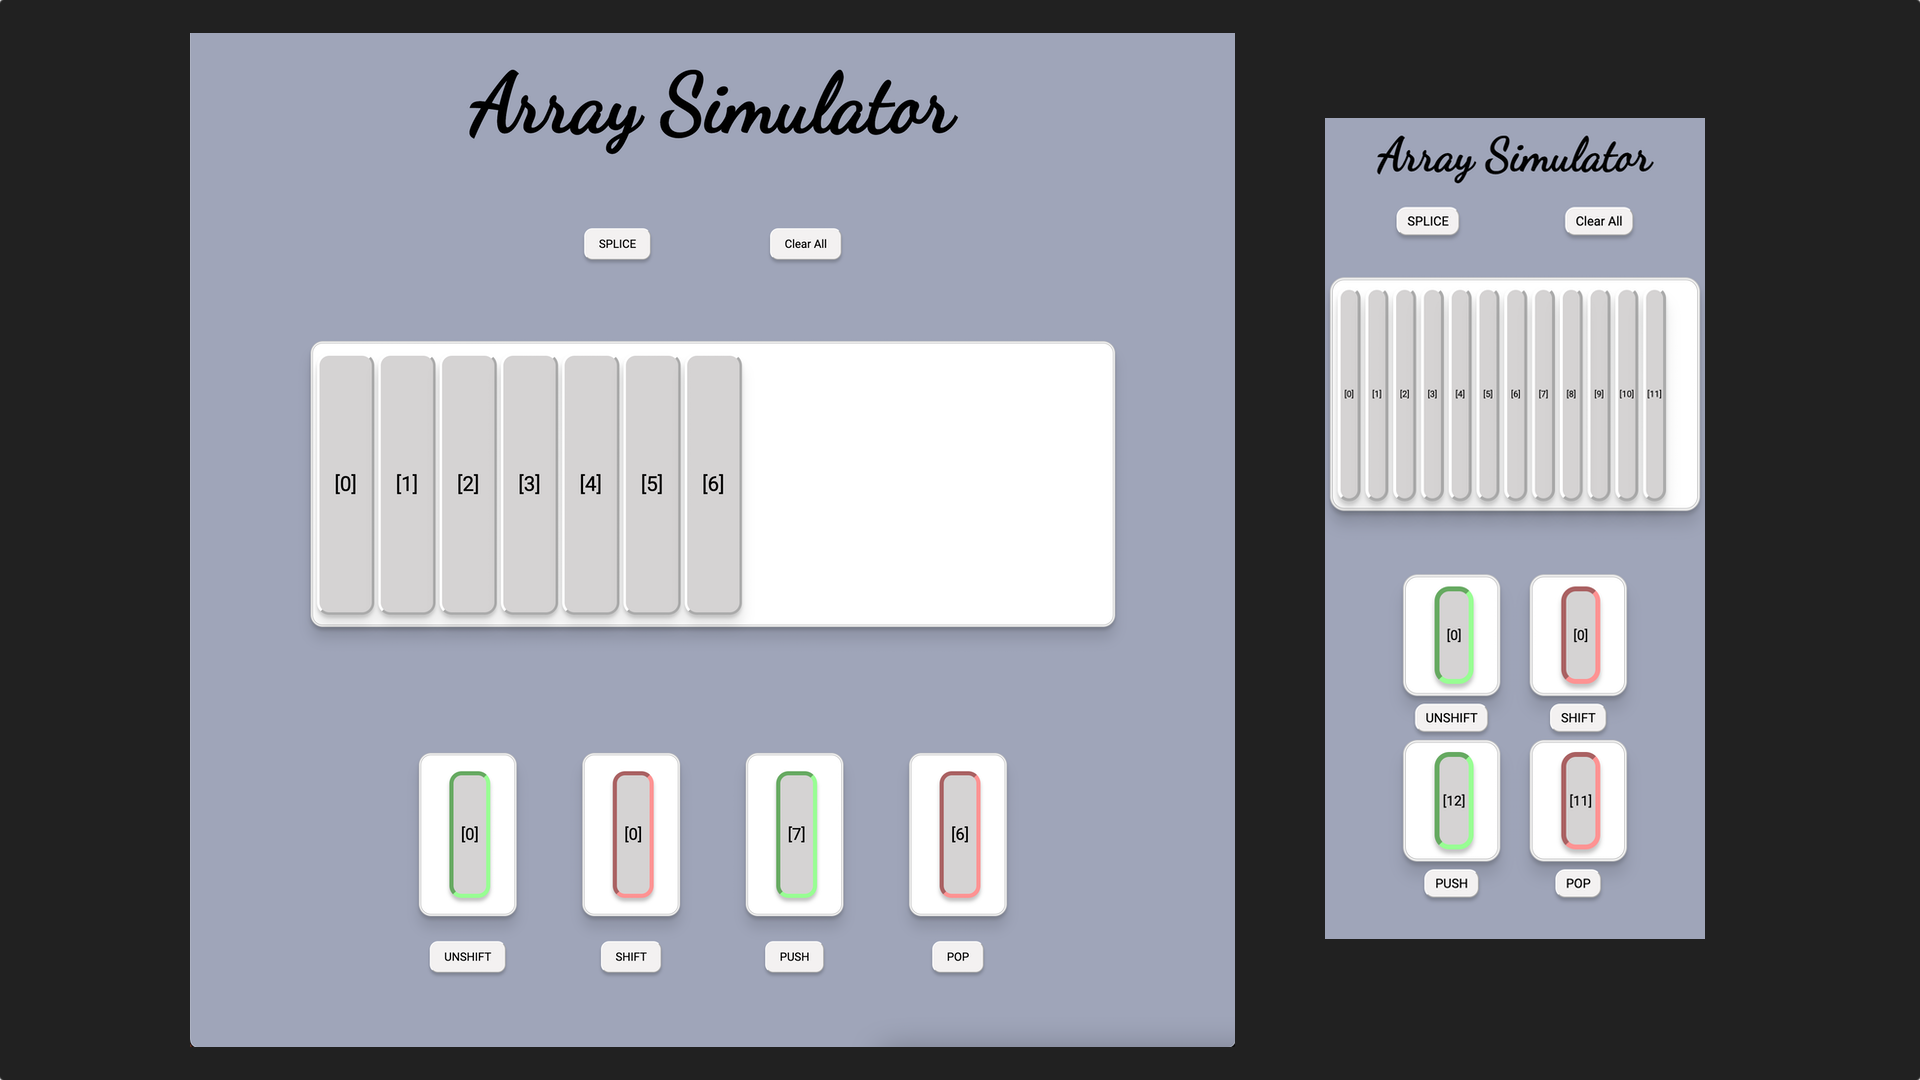 Array Simulator
SPLICE Clear All
[0] [1] [2] [3] [4] [5] [6]
[0] [0] [7] [6]
UNSHIFT SHIFT PUSH POP
Array Simulator
SPLICE Clear All
[0] [1] [2] [3] [4] [5] [6] [7] [8] [9] [10] [11]
[0] [0]
UNSHIFT SHIFT
[12] [11]
PUSH POP